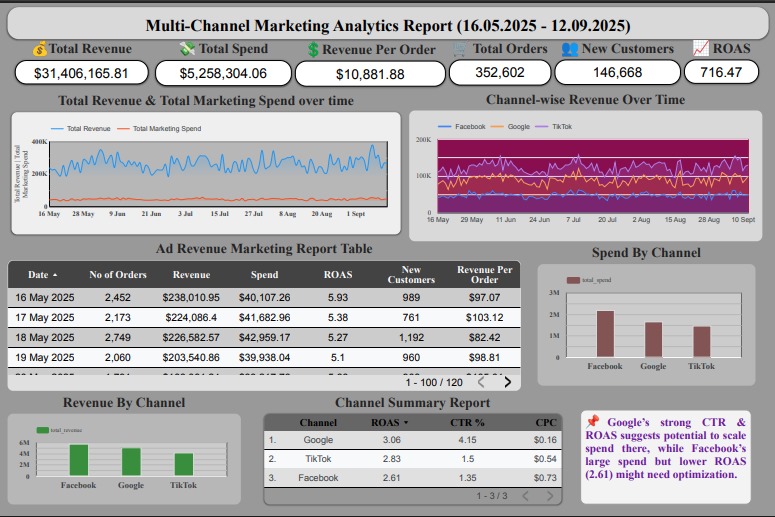 Multi-Channel Marketing Analytics Report (16.05.2025 - 12.09.2025)
Total Revenue
Total Spend
Revenue Per Order
Total Orders
New Customers
ROAS
$31,406,165.81
$5,258,304.06
$10,881.88
352,602
146,668
716.47
Total Revenue & Total Marketing Spend over time
Total Revenue
Total Marketing Spend
Total Revenue | Total
Marketing Spend
400K
200K
0
16 May
28 May
9 Jun
21 Jun
3 Jul
15 Jul
27 Jul
8 Aug
20 Aug
1 Sept
Channel-wise Revenue Over Time
Facebook
Google
TikTok
200K
100K
0
16 May
29 May
11 Jun
24 Jun
7 Jul
20 Jul
2 Aug
15 Aug
28 Aug
10 Sept
Ad Revenue Marketing Report Table
Date
No of Orders
Revenue
Spend
ROAS
New
Customers
Revenue Per
Order
16 May 2025 2,452 $238,010.95 $40,107.26 5.93 989 $97.07
17 May 2025 2,173 $224,086.4 $41,682.96 5.38 761 $103.12
18 May 2025 2,749 $226,582.57 $42,959.17 5.27 1,192 $82.42
19 May 2025 2,060 $203,540.86 $39,938.04 5.1 960 $98.81
1 - 100 / 120
Spend By Channel
total_spend
3M
2M
1M
0
Facebook
Google
TikTok
Revenue By Channel
total_revenue
6M
4M
2M
0
Facebook
Google
TikTok
Channel Summary Report
Channel ROAS CTR % CPC
1. Google 3.06 4.15 $0.16
2. TikTok 2.83 1.5 $0.54
3. Facebook 2.61 1.35 $0.73
1 - 3 / 3
Google's strong CTR &
ROAS suggests potential to scale
spend there, while Facebook's
large spend but lower ROAS
(2.61) might need optimization.